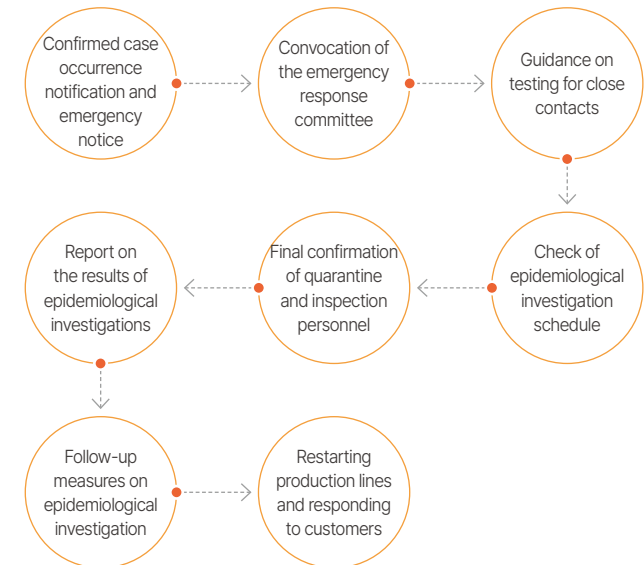 Confirmed case
occurrence
notification and
emergency
notice
Convocation of
the emergency
response
committee
Guidance on
testing for close
contacts
Check of
epidemiological
investigation
schedule
Final confirmation
of quarantine
and inspection
personnel
Report on
the results of
epidemiological
investigations
Follow-up
measures on
epidemiological
investigation
Restarting
production lines
and responding
to customers